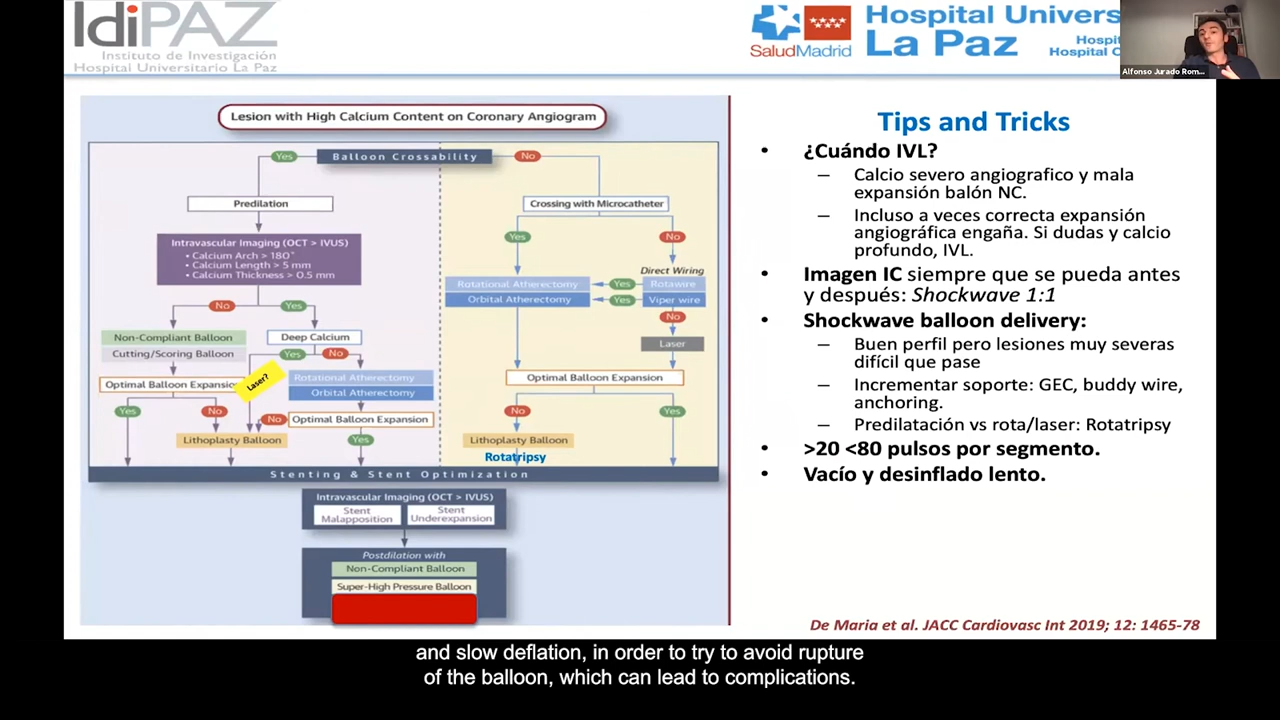 IdiPAZ
Instituto de Investigación
Hospital Universitario La Paz
SaludMadrid
Hospital Univers
La Paz
Hospi
Hospital C
Alfonso Jurado Rom...
Lesion with High Calcium Content on Coronary Angiogram
Yes
Balloon Crossability
No
Predilation
Crossing with Microcatheter
Intravascular Imaging (OCT > IVUS)
• Calcium Arch > 180°
• Calcium Length > 5 mm
• Calcium Thickness > 0.5 mm
Yes
No
Direct Wiring
Rotational Atherectomy
Yes
Rotawire
Orbital Atherectomy
Yes
Viper wire
No
Yes
No
Non-Compliant Balloon
Deep Calcium
Laser
Cutting/Scoring Balloon
Yes
No
Optimal Balloon Expansio
Laser?
Rotational Atherectomy
Orbital Atherectomy
Optimal Balloon Expansion
Yes
No
No
Optimal Balloon Expansion
No
Yes
Lithoplasty Balloon
Yes
Lithoplasty Balloon
Rotatripsy
Stenting & Stent Optimization
Intravascular Imaging (OCT > IVUS)
Stent
Malapposition
Stent
Underexpansion
Postdilation with
Non-Compliant Balloon
Super-High Pressure Balloon
Tips and Tricks
• ¿Cuándo IVL?
– Calcio severo angiografico y mala
expansión balón NC.
– Incluso a veces correcta expansión
angiográfica engaña. Si dudas y calcio
profundo, IVL.
• Imagen IC siempre que se pueda antes
y después: Shockwave 1:1
• Shockwave balloon delivery:
– Buen perfil pero lesiones muy severas
difícil que pase
– Incrementar soporte: GEC, buddy wire,
anchoring.
– Predilatación vs rota/laser: Rotatripsy
• >20 <80 pulsos por segmento.
• Vacío y desinflado lento.
De Maria et al. JACC Cardiovasc Int 2019; 12: 1465-78
and slow deflation, in order to try to avoid rupture
of the balloon, which can lead to complications.